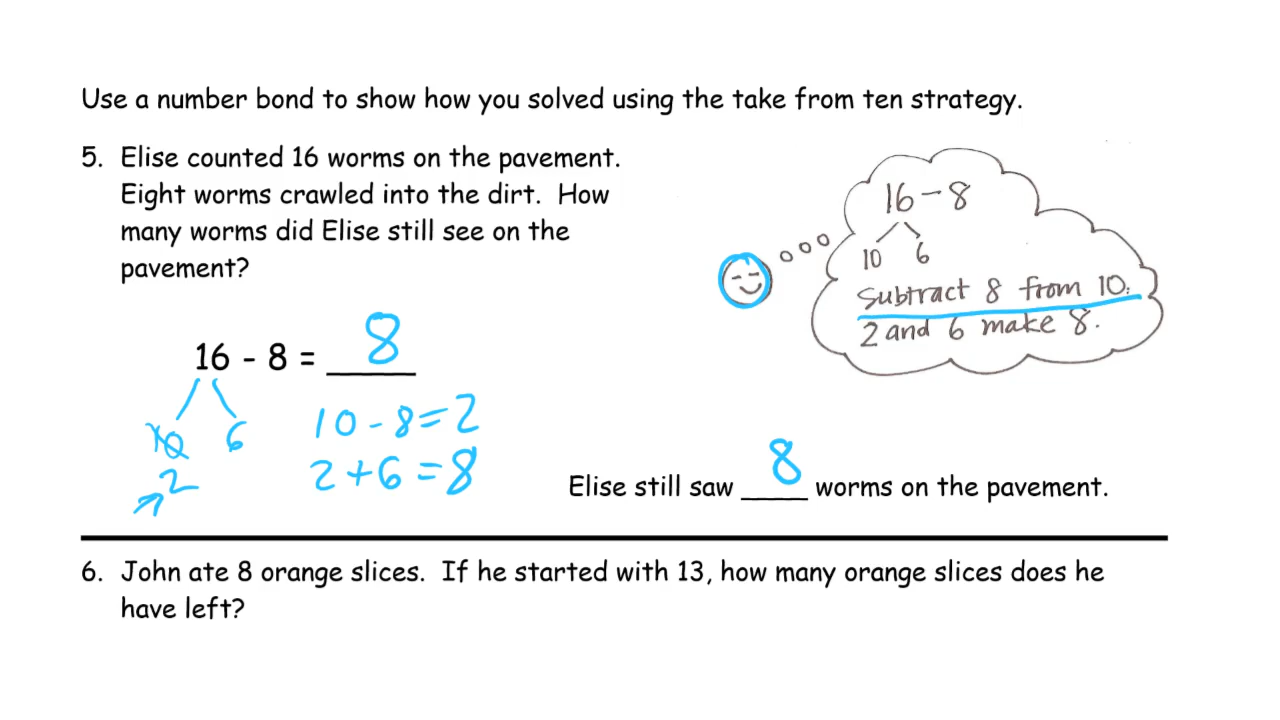 Use a number bond to show how you solved using the take from ten strategy.
5. Elise counted 16 worms on the pavement.
Eight worms crawled into the dirt. How
many worms did Elise still see on the
pavement?
16 - 8
10 6
Subtract 8 from 10.
2 and 6 make 8.
16 - 8 = 8
10 6
2
10 - 8 = 2
2 + 6 = 8
Elise still saw 8 worms on the pavement.
6. John ate 8 orange slices. If he started with 13, how many orange slices does he
have left?